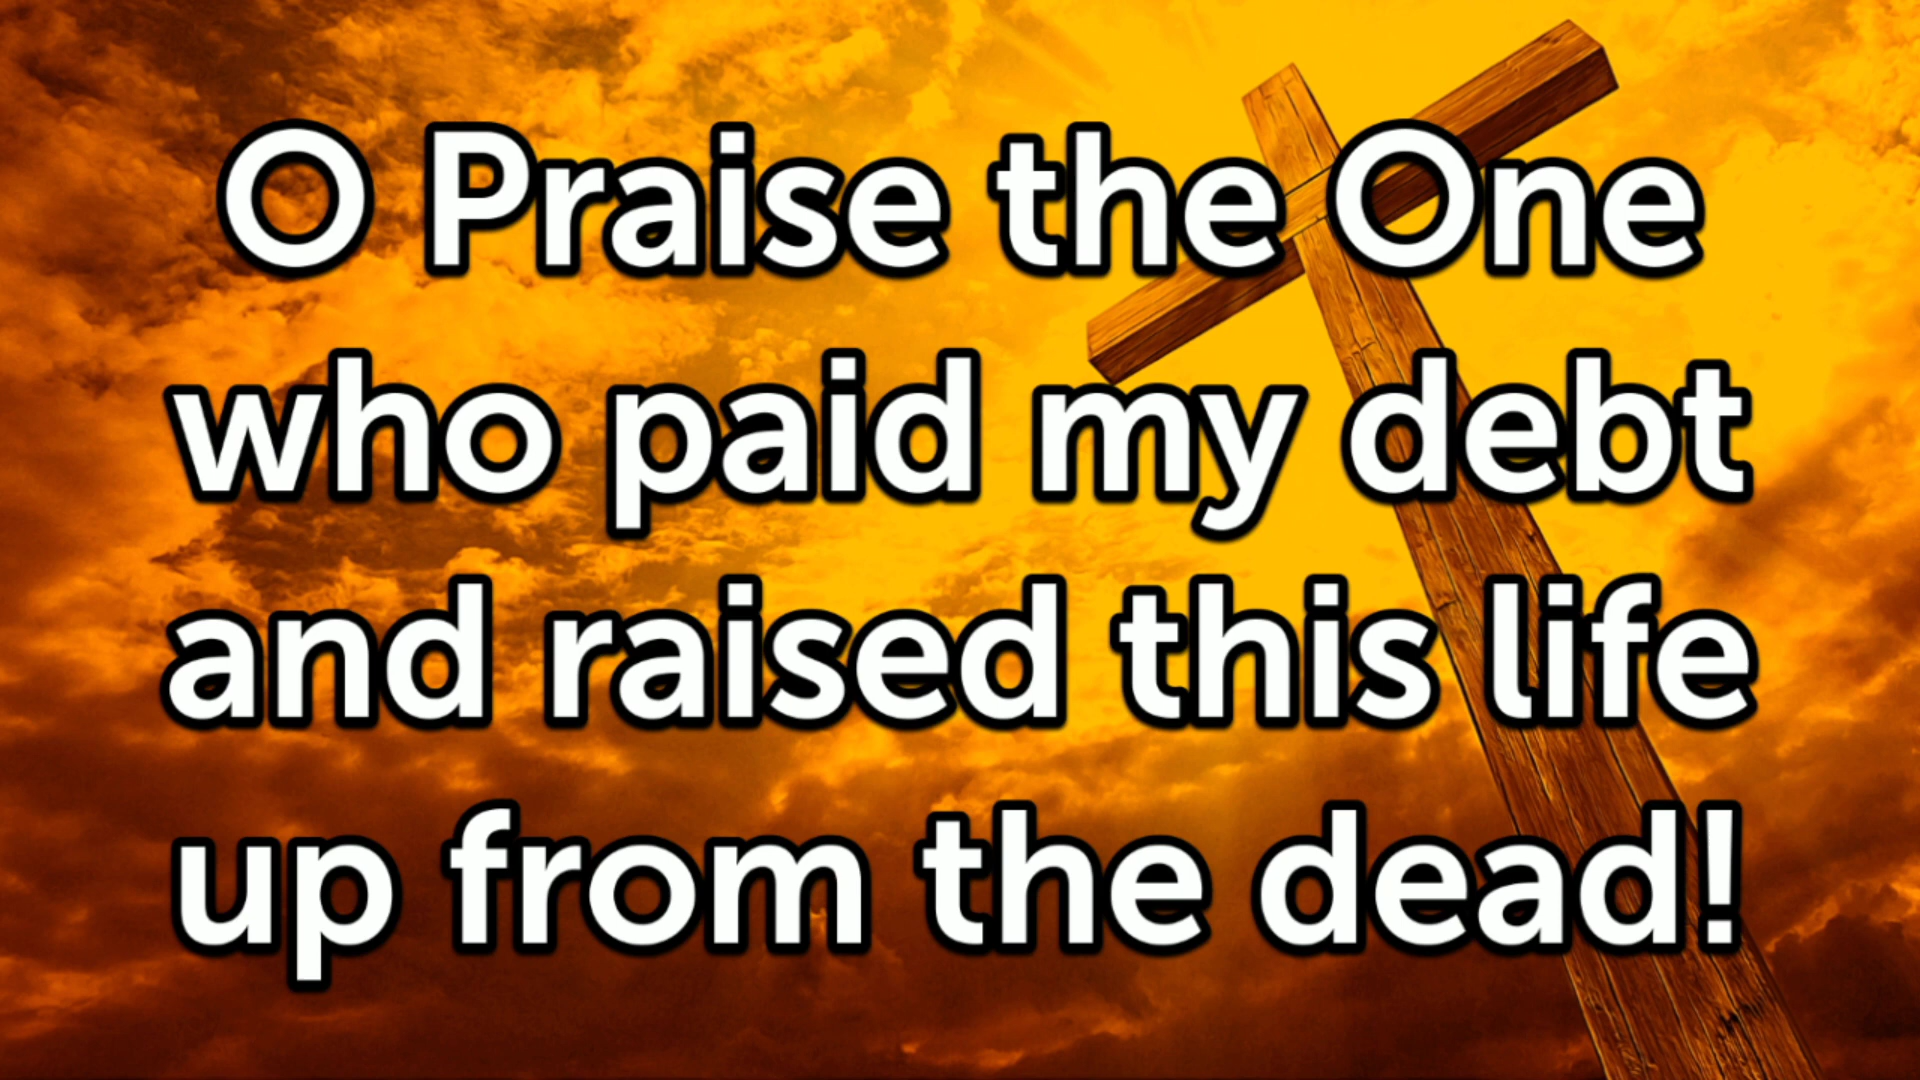 O Praise the One
who paid my debt
and raised this life
up from the dead!